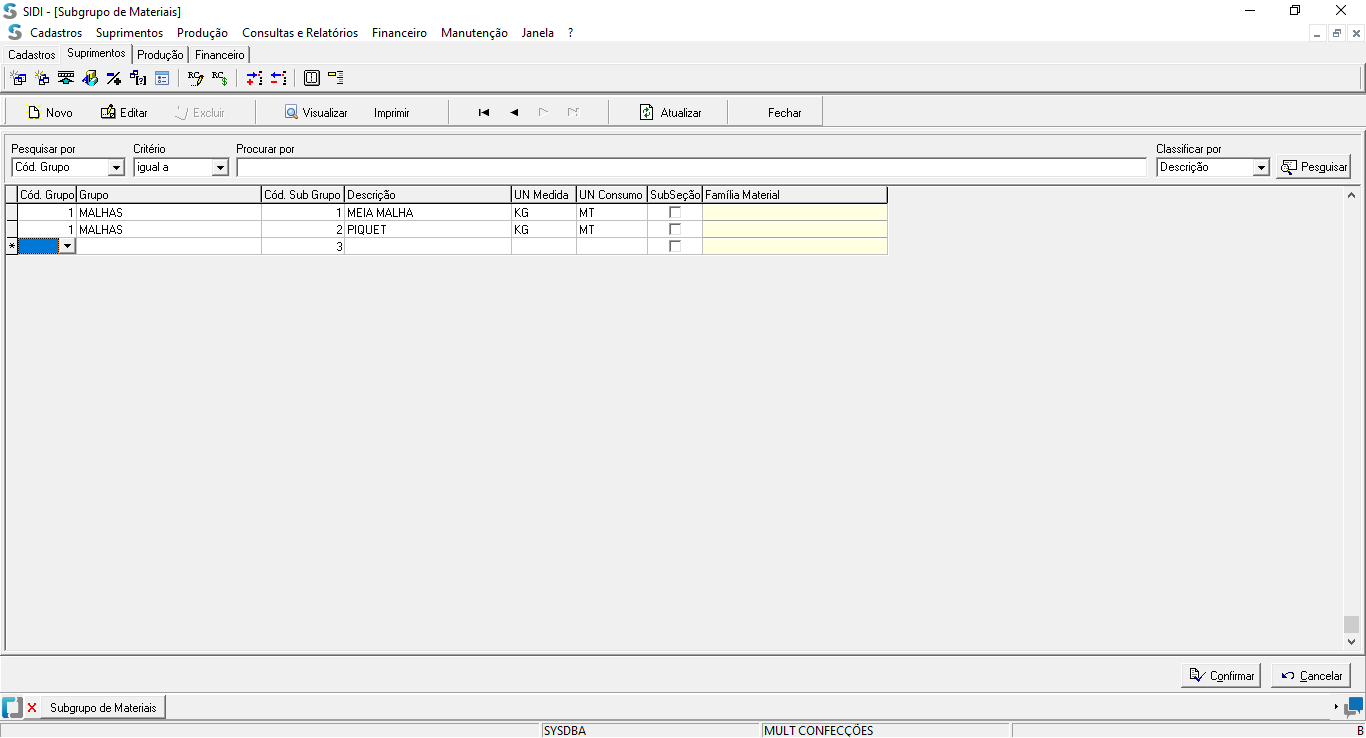 SIDI - [Subgrupo de Materiais]
Cadastros Suprimentos Produção Consultas e Relatórios Financeiro Manutenção Janela ?
Cadastros Suprimentos Produção Financeiro
Novo Editar Excluir Visualizar Imprimir Atualizar Fechar
Pesquisar por Critério Procurar por Classificar por
Cód. Grupo igual a Descrição Pesquisar
Cód. Grupo Grupo Cód. Sub Grupo Descrição UN Medida UN Consumo SubSeção Família Material
1 MALHAS 1 MEIA MALHA KG MT
1 MALHAS 2 PIQUET KG MT
* 3
Confirmar Cancelar
Subgrupo de Materiais
SYSDBA MULT CONFECÇÕES B